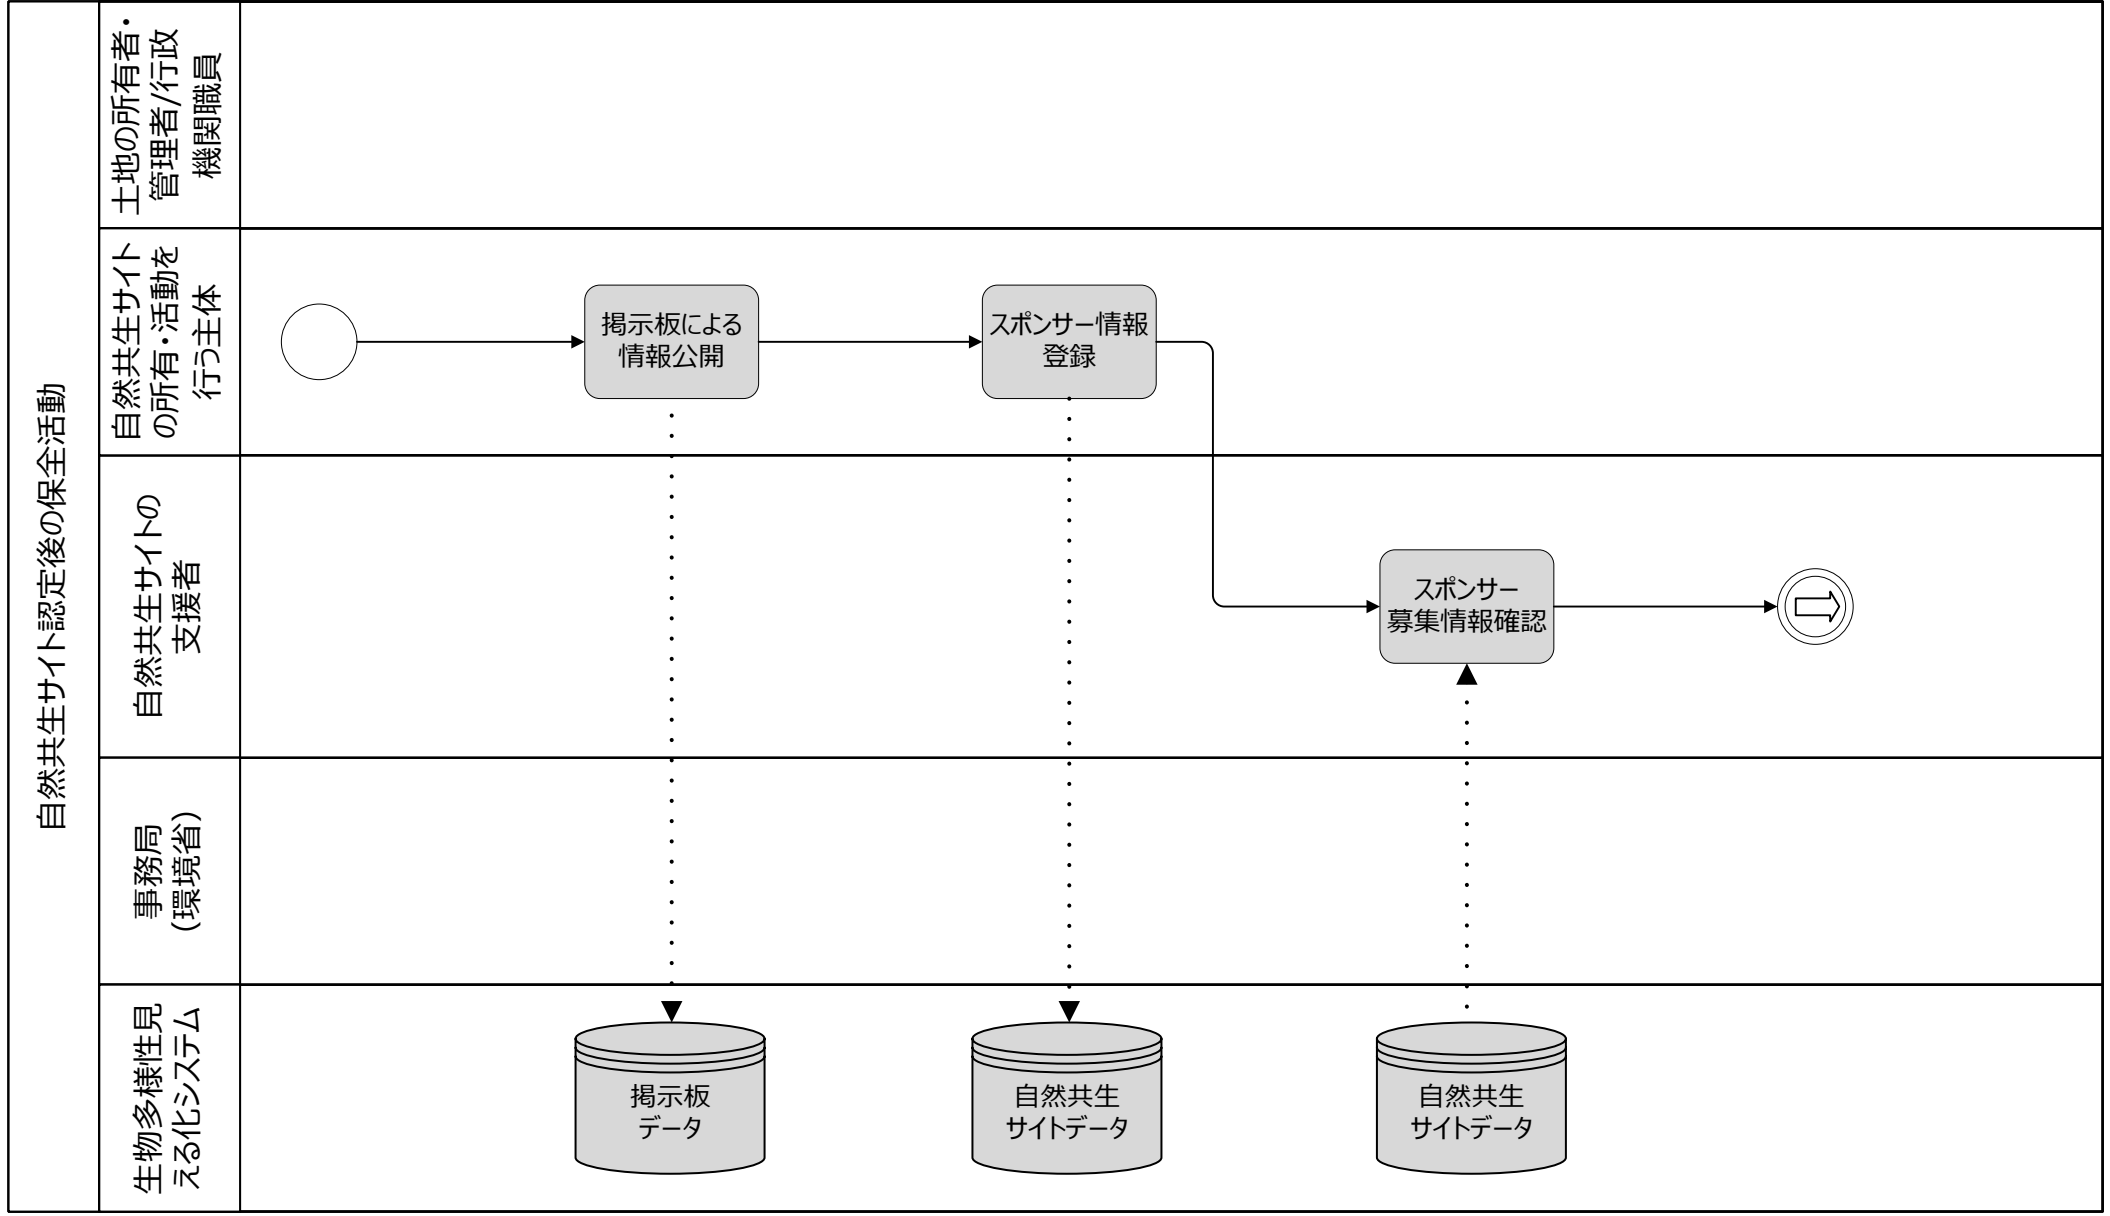 自然共生サイト認定後の保全活動
土地の所有者・
管理者/行政
機関職員
自然共生サイト
の所有・活動を
行う主体
掲示板による
情報公開
スポンサー情報
登録
自然共生サイトの
支援者
スポンサー
募集情報確認
事務局
(環境省)
生物多様性見
える化システム
掲示板
データ
自然共生
サイトデータ
自然共生
サイトデータ